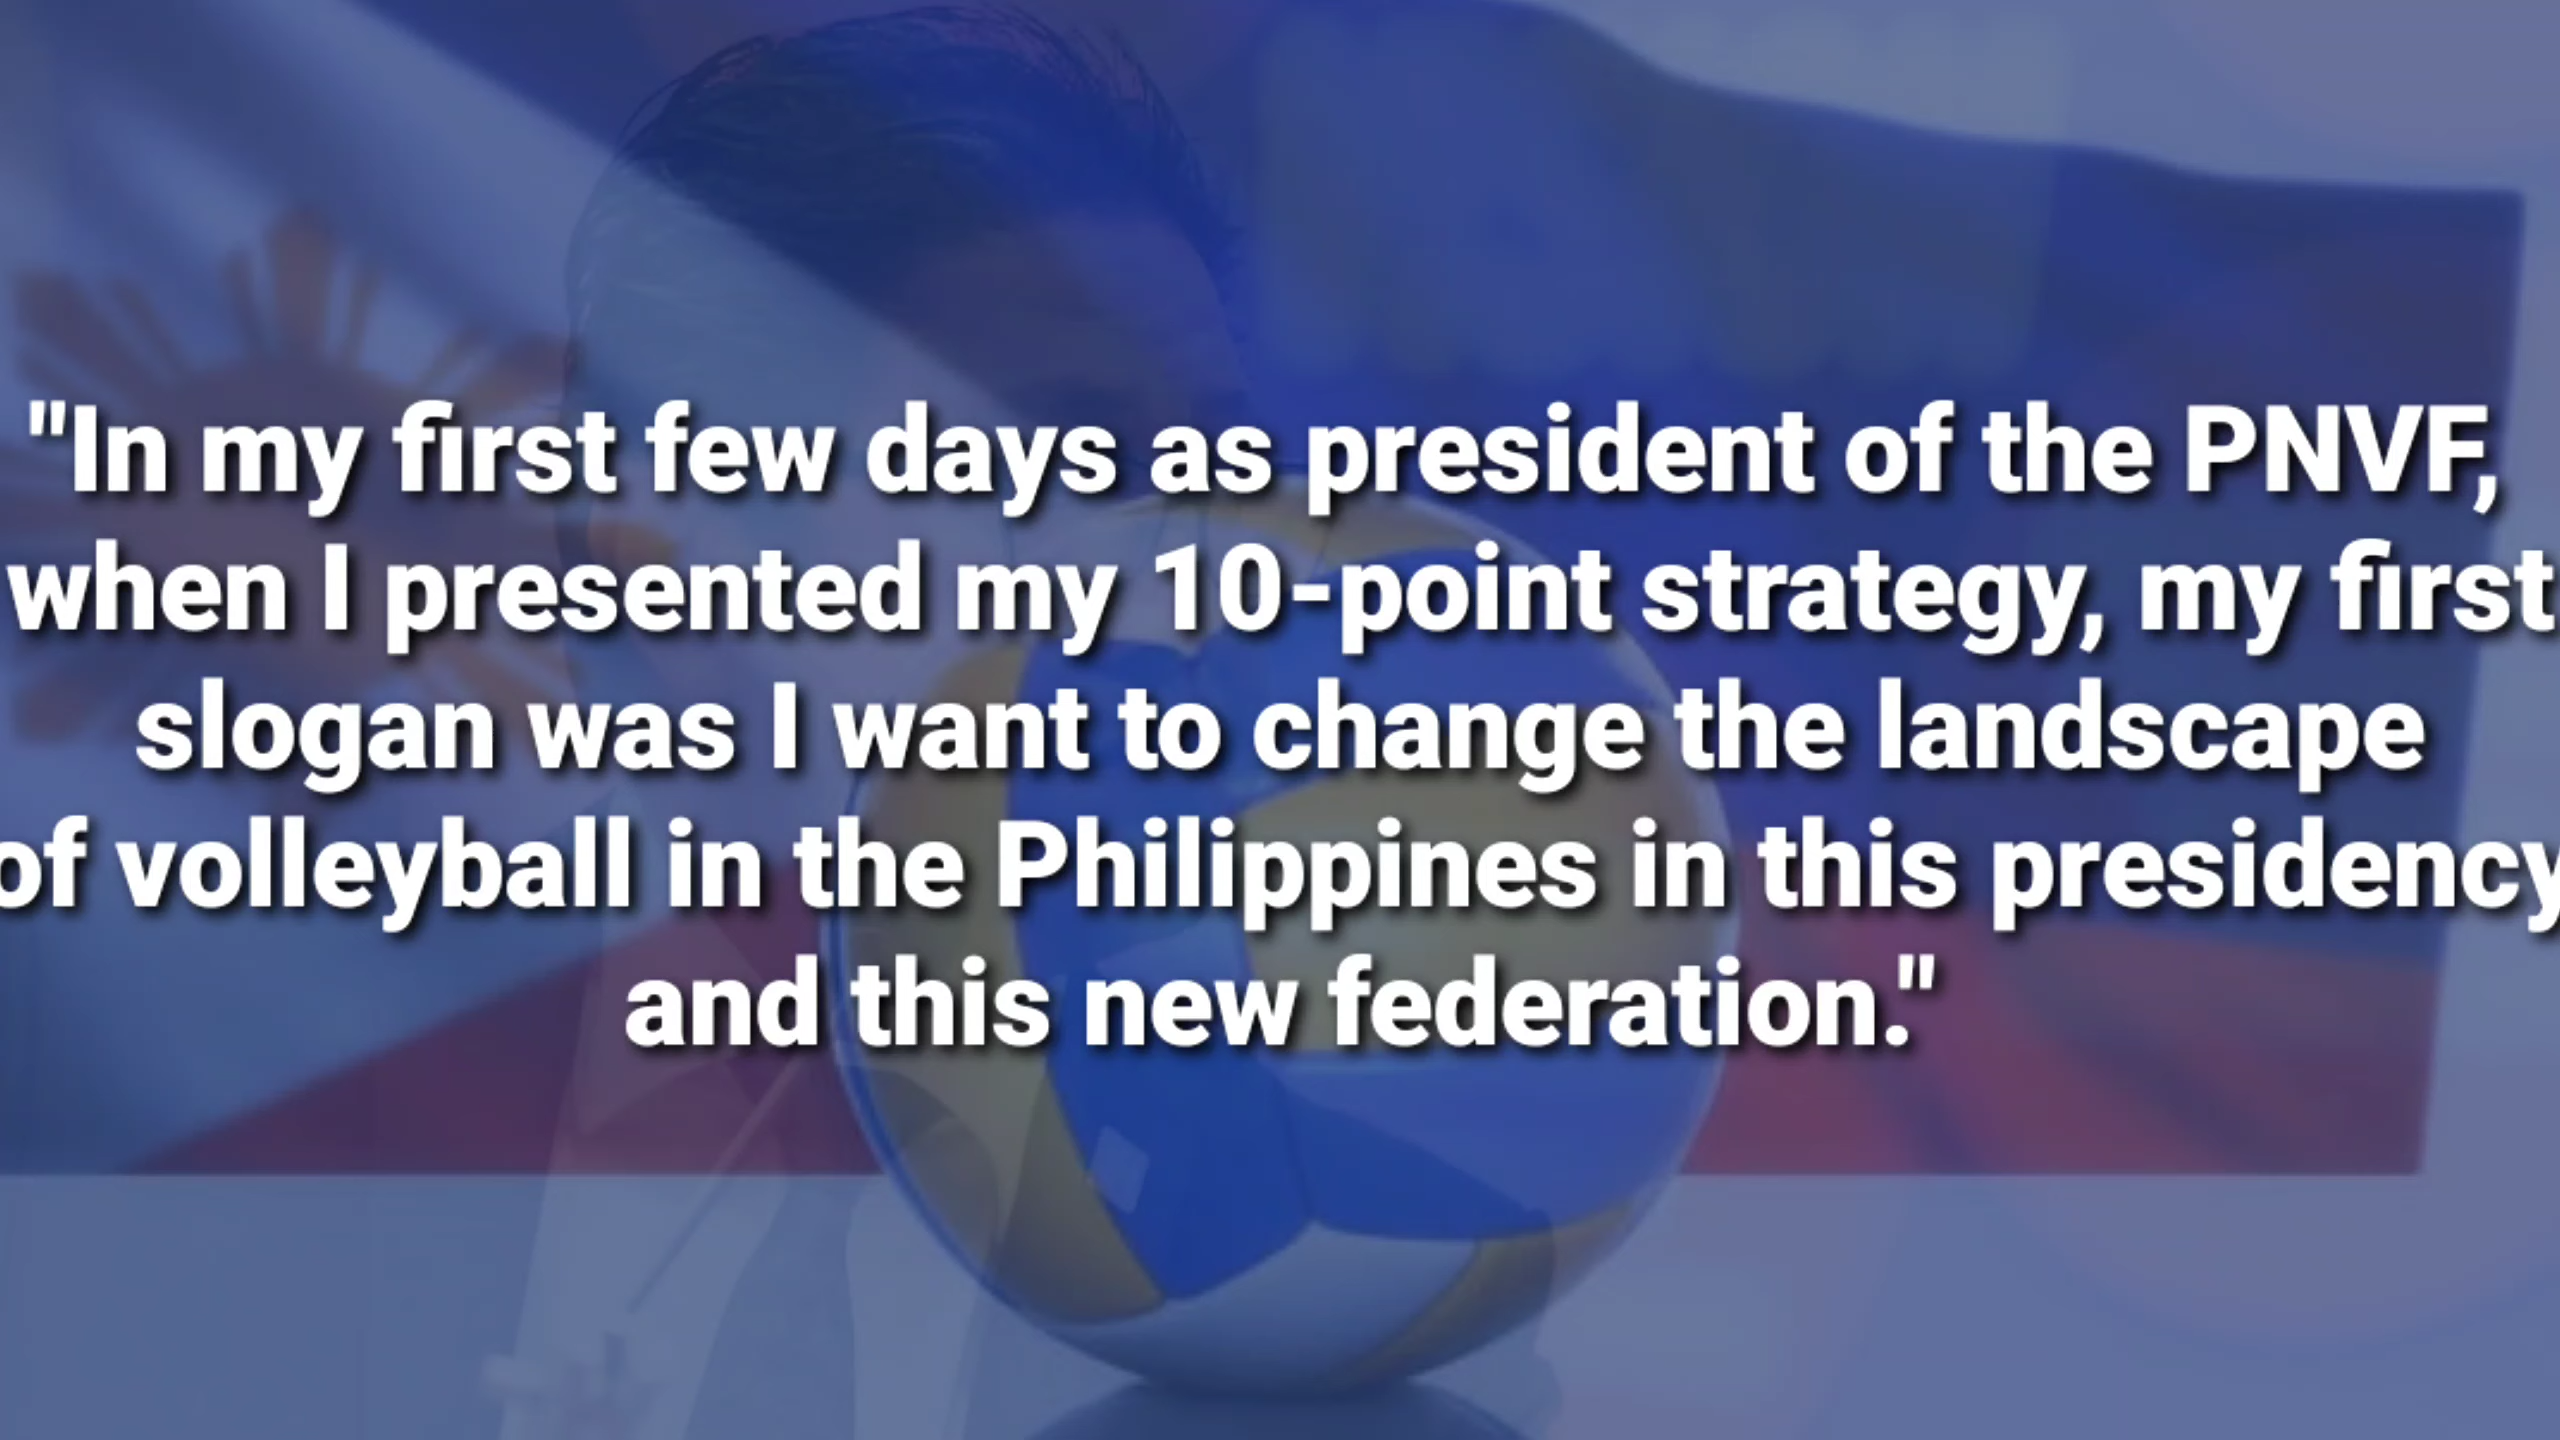 "In my first few days as president of the PNVF,
when I presented my 10-point strategy, my first
slogan was I want to change the landscape
of volleyball in the Philippines in this presidency
and this new federation."